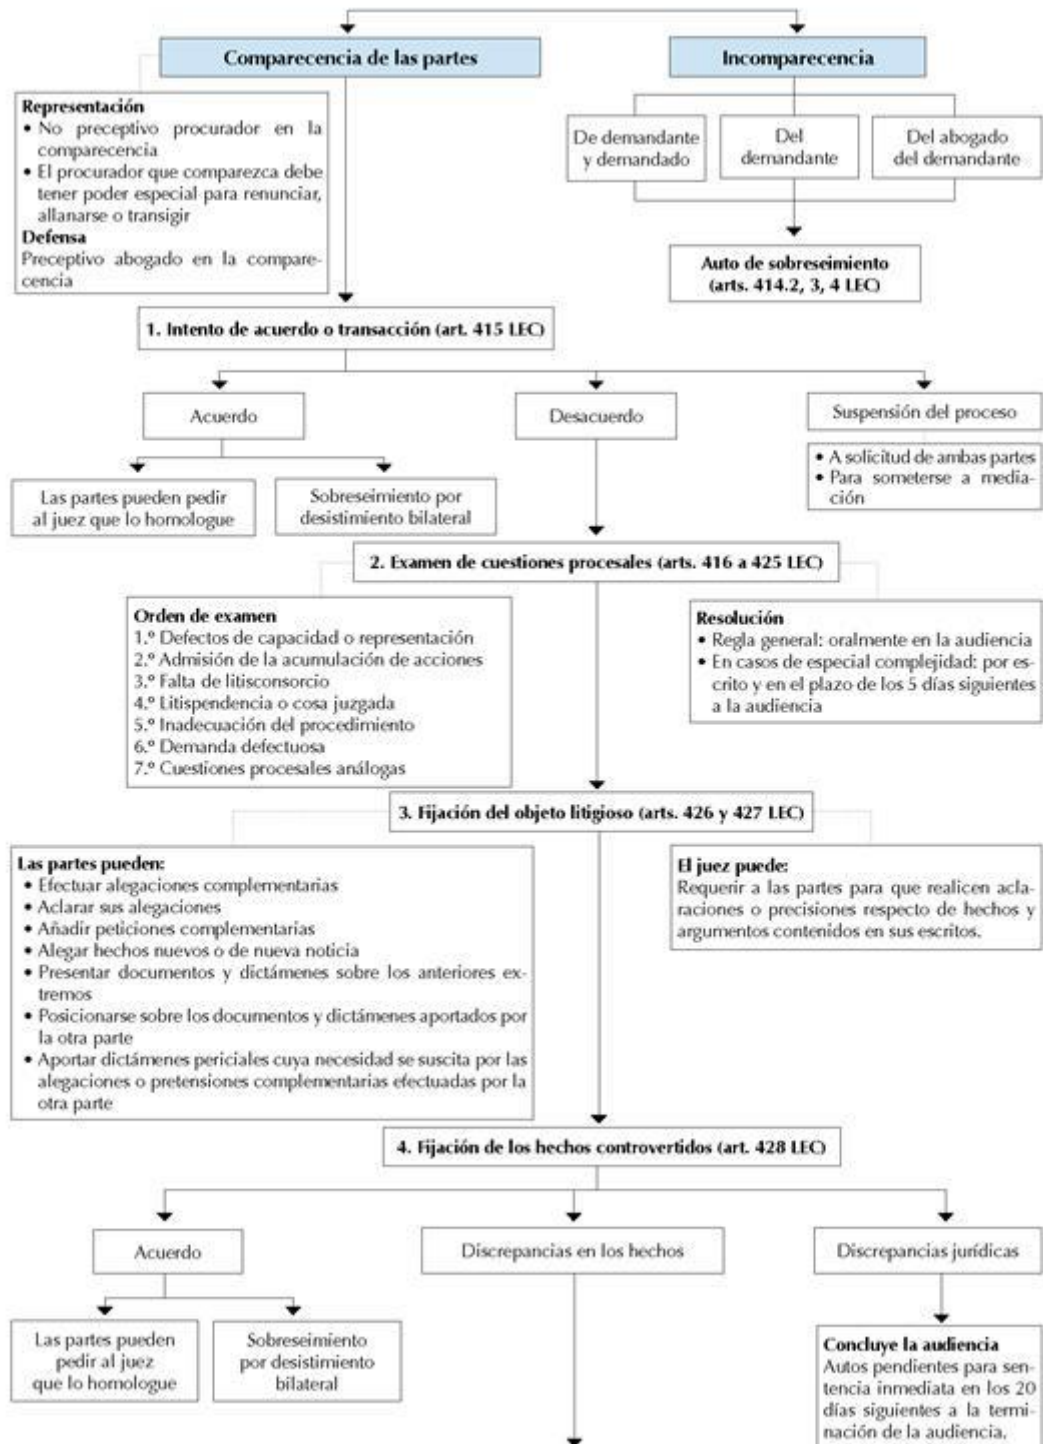 Comparecencia de las partes
Incomparecencia
Representación
• No preceptivo procurador en la
comparecencia
• El procurador que comparezca debe
tener poder especial para renunciar,
allanarse o transigir
Defensa
Preceptivo abogado en la compare-
cencia
De demandante
y demandado
Del
demandante
Del abogado
del demandante
Auto de sobreseimiento
(arts. 414.2, 3, 4 LEC)
1. Intento de acuerdo o transacción (art. 415 LEC)
Acuerdo
Desacuerdo
Suspensión del proceso
• A solicitud de ambas partes
• Para someterse a media-
ción
Las partes pueden pedir
al juez que lo homologue
Sobreseimiento por
desistimiento bilateral
2. Examen de cuestiones procesales (arts. 416 a 425 LEC)
Orden de examen
1.º Defectos de capacidad o representación
2.º Admisión de la acumulación de acciones
3.º Falta de litisconsorcio
4.º Litispendencia o cosa juzgada
5.º Inadecuación del procedimiento
6.º Demanda defectuosa
7.º Cuestiones procesales análogas
Resolución
• Regla general: oralmente en la audiencia
• En casos de especial complejidad: por es-
crito y en el plazo de los 5 días siguientes
a la audiencia
3. Fijación del objeto litigioso (arts. 426 y 427 LEC)
Las partes pueden:
• Efectuar alegaciones complementarias
• Aclarar sus alegaciones
• Añadir peticiones complementarias
• Alegar hechos nuevos o de nueva noticia
• Presentar documentos y dictámenes sobre los anteriores ex-
tremos
• Posicionarse sobre los documentos y dictámenes aportados por
la otra parte
• Aportar dictámenes periciales cuya necesidad se suscita por las
alegaciones o pretensiones complementarias efectuadas por la
otra parte
El juez puede:
Requerir a las partes para que realicen acla-
raciones o precisiones respecto de hechos y
argumentos contenidos en sus escritos.
4. Fijación de los hechos controvertidos (art. 428 LEC)
Acuerdo
Discrepancias en los hechos
Discrepancias jurídicas
Las partes pueden
pedir al juez
que lo homologue
Sobreseimiento
por desistimiento
bilateral
Concluye la audiencia
Autos pendientes para sen-
tencia inmediata en los 20
días siguientes a la termi-
nación de la audiencia.